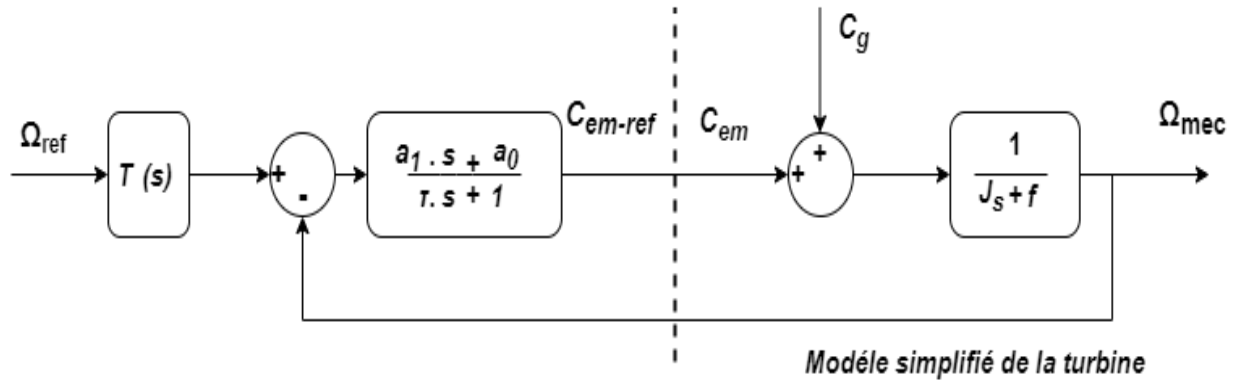 C_g
Ω_ref
T (s)
+
-
a_1 . s + a_0
τ. s + 1
C_em-ref
C_em
+
+
1
J_s + f
Ω_mec
Modéle simplifié de la turbine